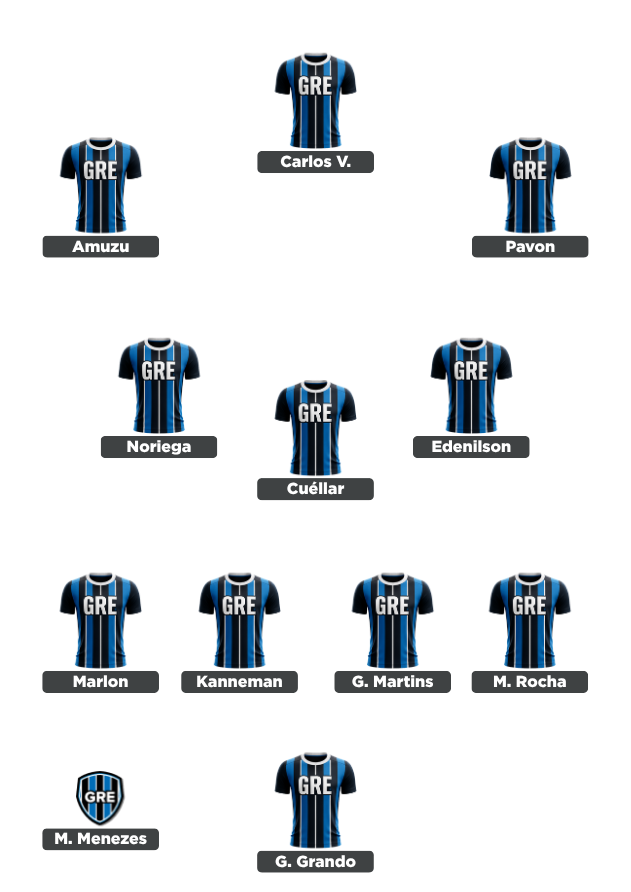 GRE
Carlos V.
GRE
Amuzu
GRE
Pavon
GRE
Noriega
GRE
Cuéllar
GRE
Edenilson
GRE
Marlon
GRE
Kanneman
GRE
G. Martins
GRE
M. Rocha
GRE
M. Menezes
GRE
G. Grando